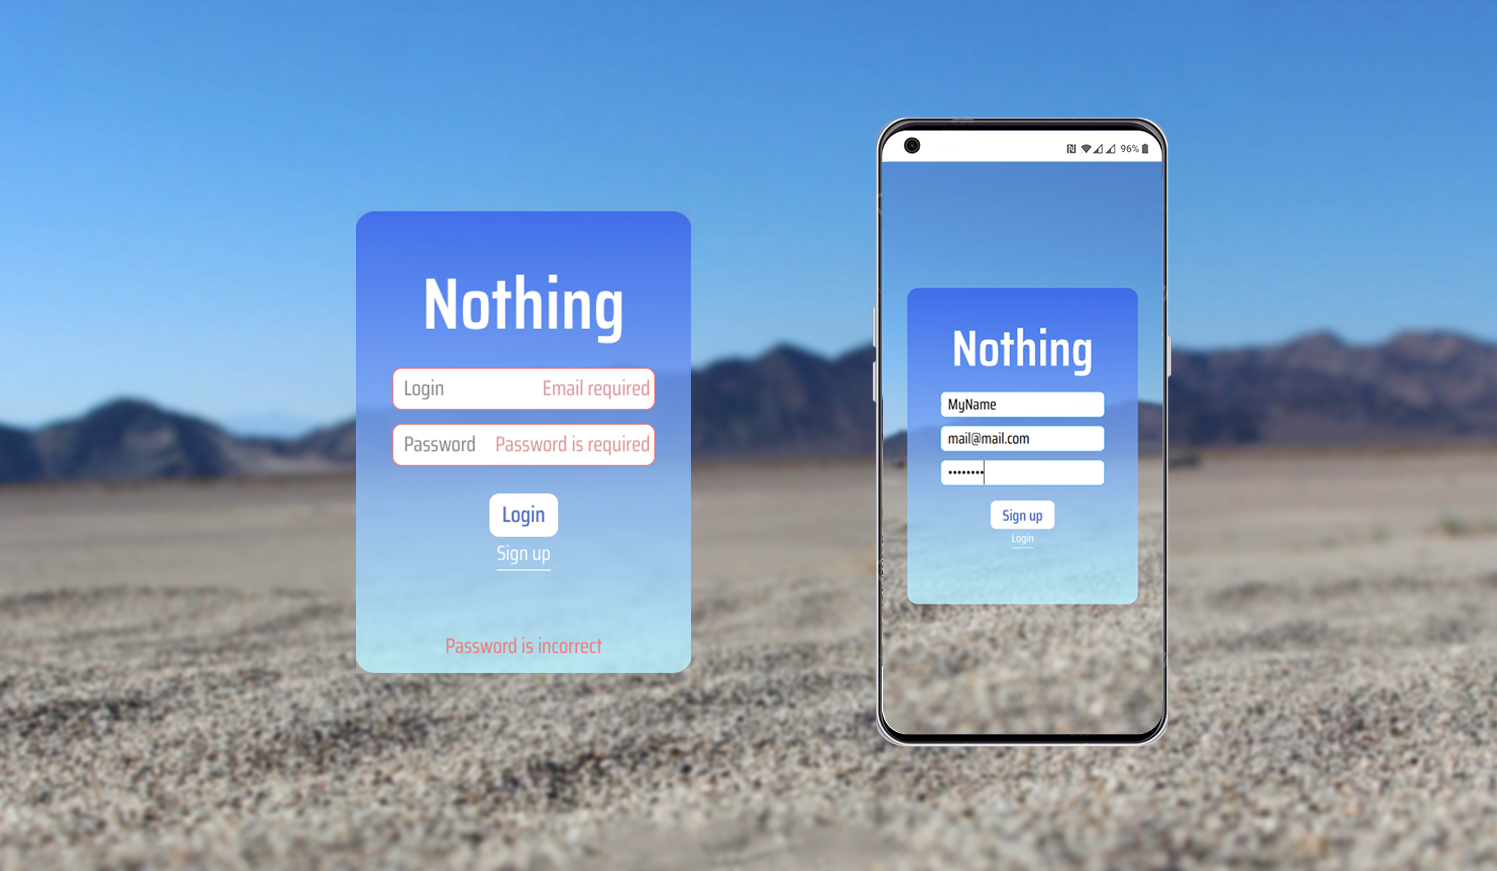 Nothing
Login Email required
Password Password is required
Login
Sign up
Password is incorrect
96%
Nothing
MyName
mail@mail.com
••••••••
Sign up
Login